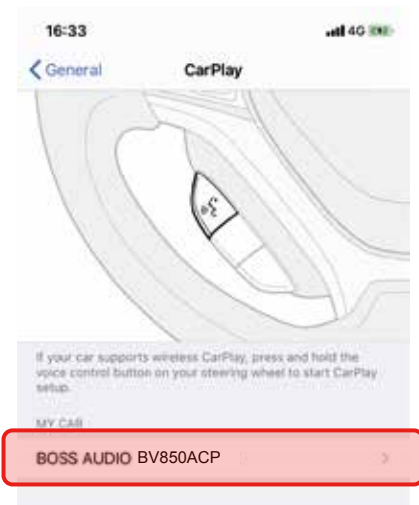 16:33
4G
General
CarPlay
If your car supports wireless CarPlay, press and hold the
voice control button on your steering wheel to start CarPlay
setup.
MY CAR
BOSS AUDIO BV850ACP